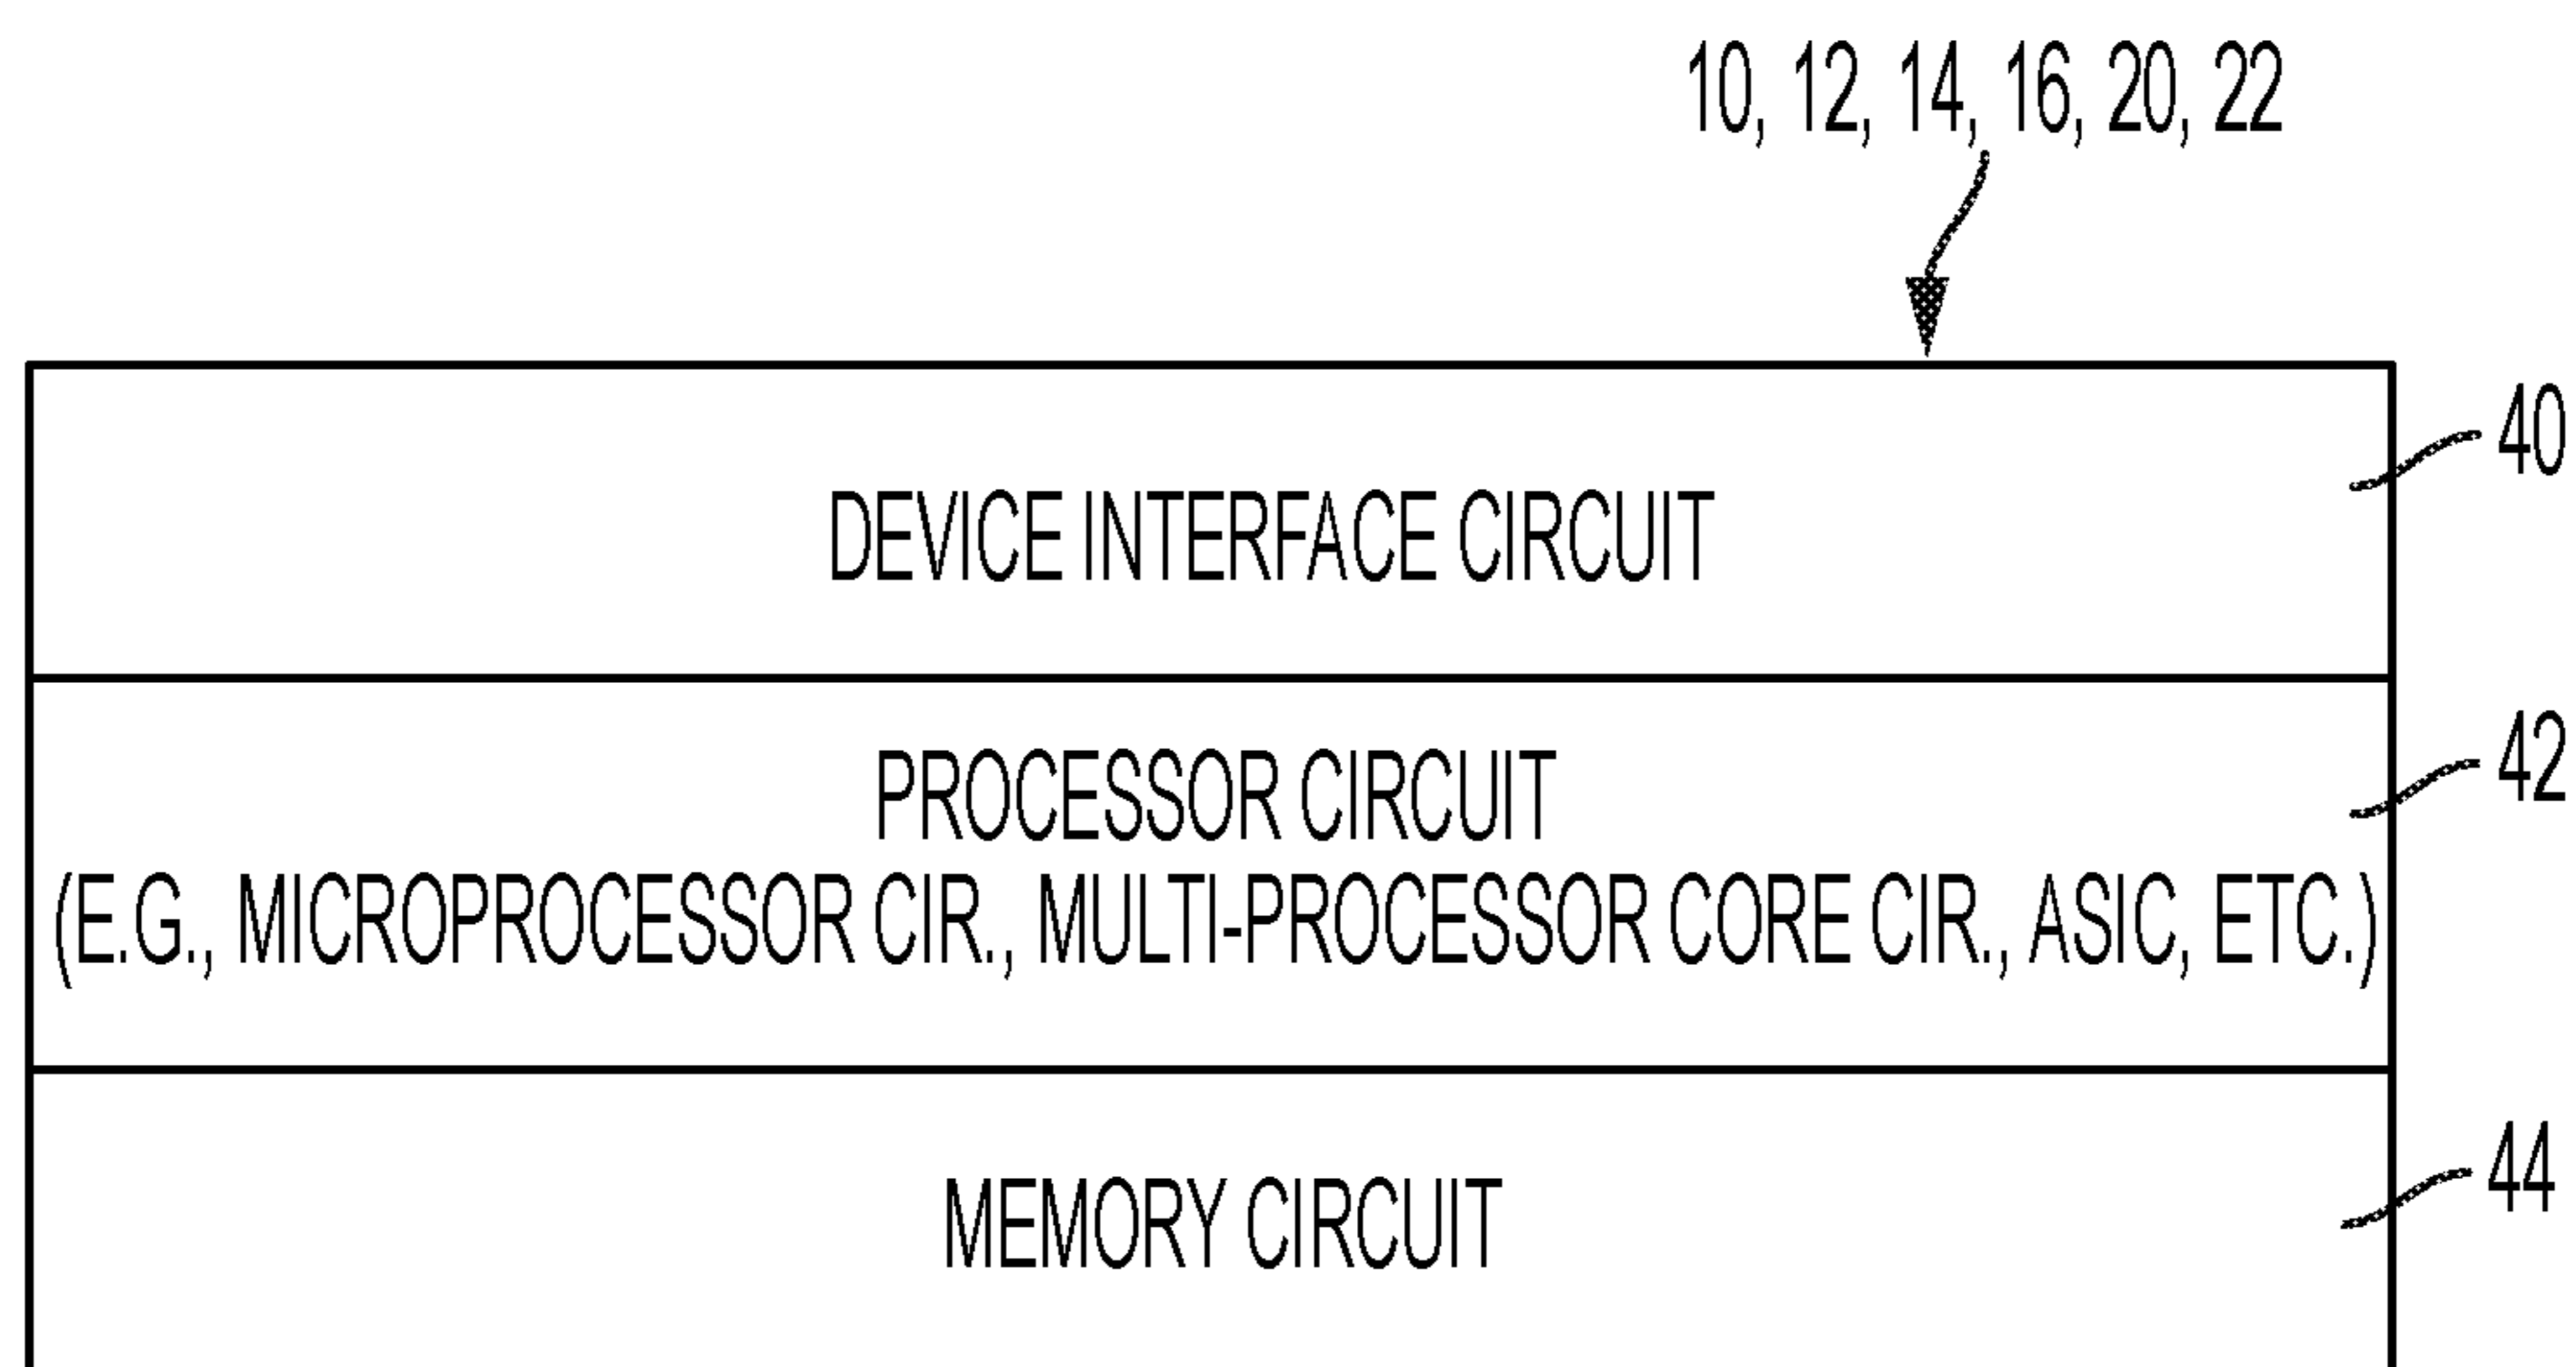 10, 12, 14, 16, 20, 22
40
DEVICE INTERFACE CIRCUIT
42
PROCESSOR CIRCUIT
(E.G., MICROPROCESSOR CIR., MULTI-PROCESSOR CORE CIR., ASIC, ETC.)
44
MEMORY CIRCUIT